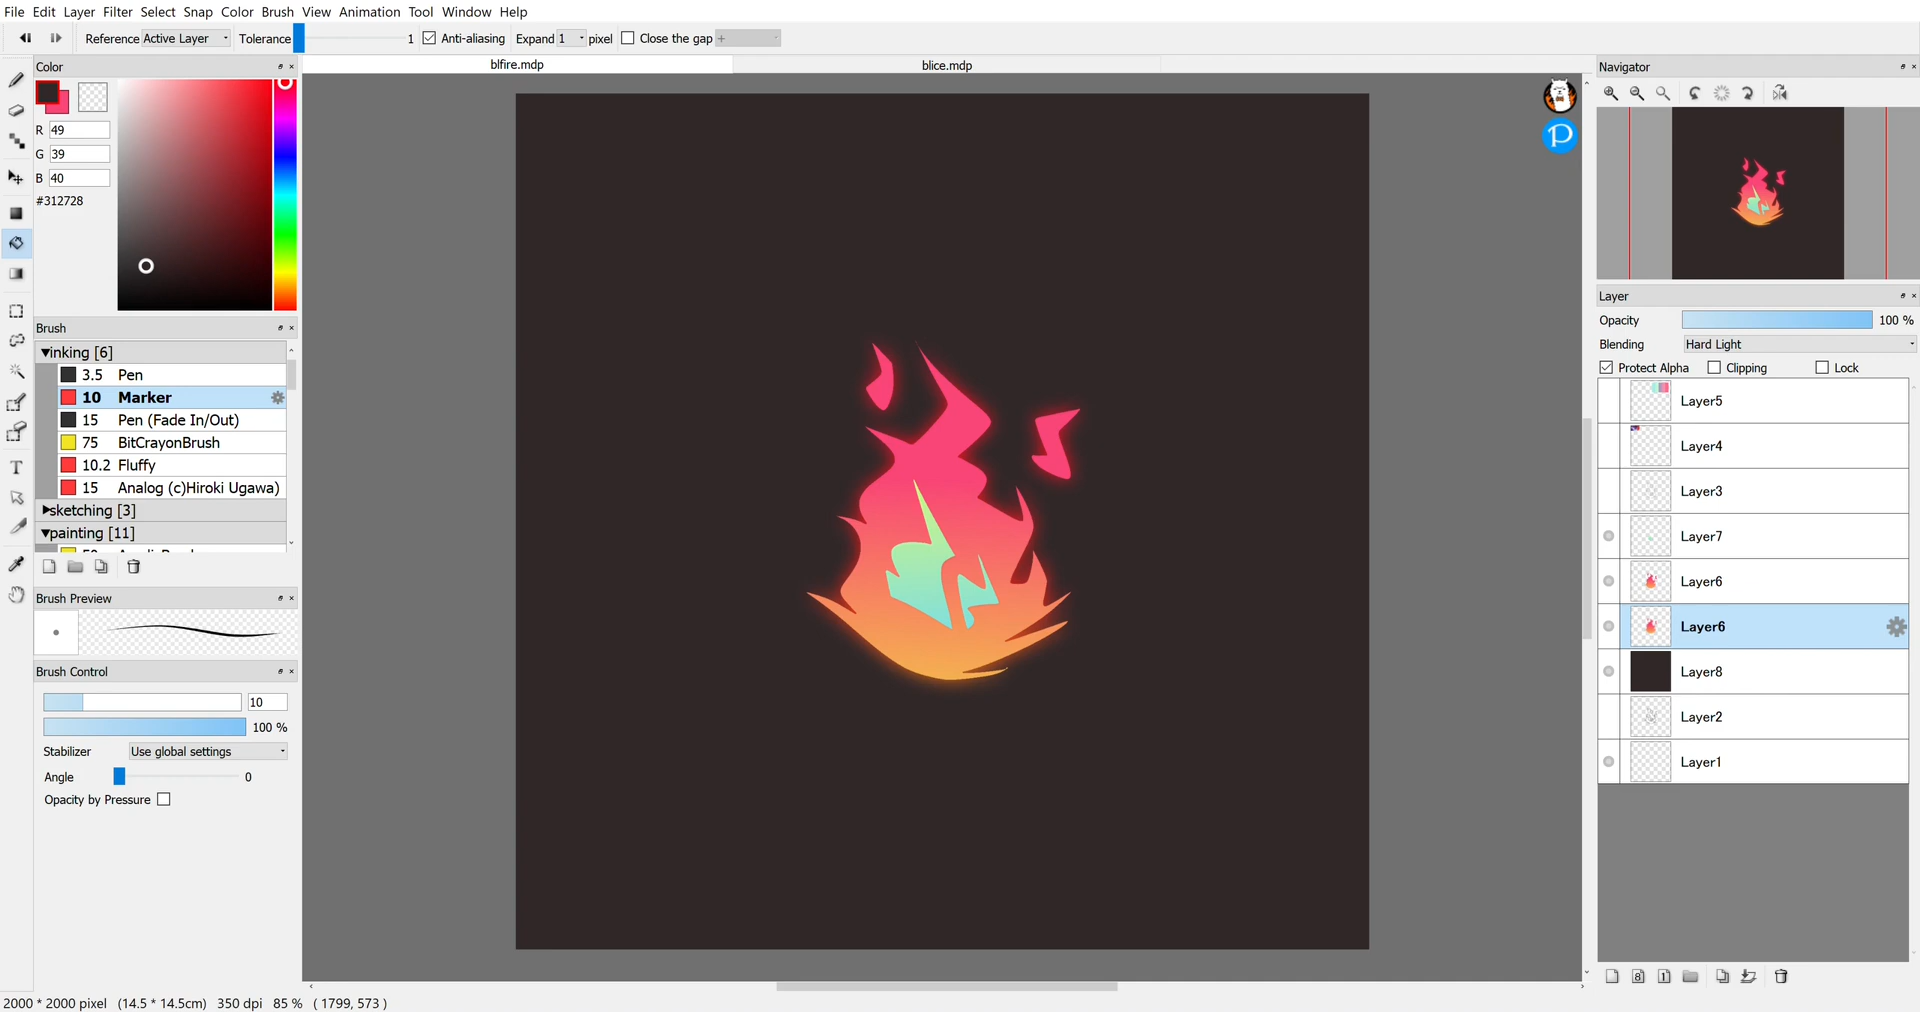 File Edit Layer Filter Select Snap Color Brush View Animation Tool Window Help
Reference Active Layer Tolerance 1 Anti-aliasing Expand 1 pixel Close the gap +
Color
blfire.mdp
blice.mdp
Navigator
R 49
G 39
B 40
#312728
Brush
inking [6]
3.5 Pen
10 Marker
15 Pen (Fade In/Out)
75 BitCrayonBrush
10.2 Fluffy
15 Analog (c)Hiroki Ugawa)
sketching [3]
painting [11]
Brush Preview
Brush Control
10
100 %
Stabilizer Use global settings
Angle 0
Opacity by Pressure
P
Layer
Opacity 100 %
Blending Hard Light
Protect Alpha Clipping Lock
Layer5
Layer4
Layer3
Layer7
Layer6
Layer6
Layer8
Layer2
Layer1
8 1
2000 * 2000 pixel (14.5 * 14.5cm) 350 dpi 85 % ( 1799, 573 )